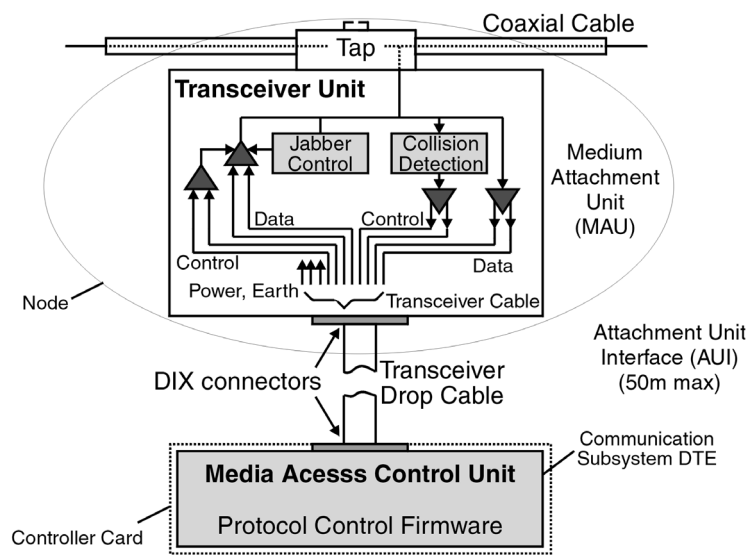 Coaxial Cable
Tap
Transceiver Unit
Jabber
Control
Collision
Detection
Medium
Attachment
Unit
(MAU)
Data
Control
Control
Data
Power, Earth
Transceiver Cable
Node
Attachment Unit
Interface (AUI)
(50m max)
DIX connectors
Transceiver
Drop Cable
Communication
Subsystem DTE
Media Acesss Control Unit
Protocol Control Firmware
Controller Card